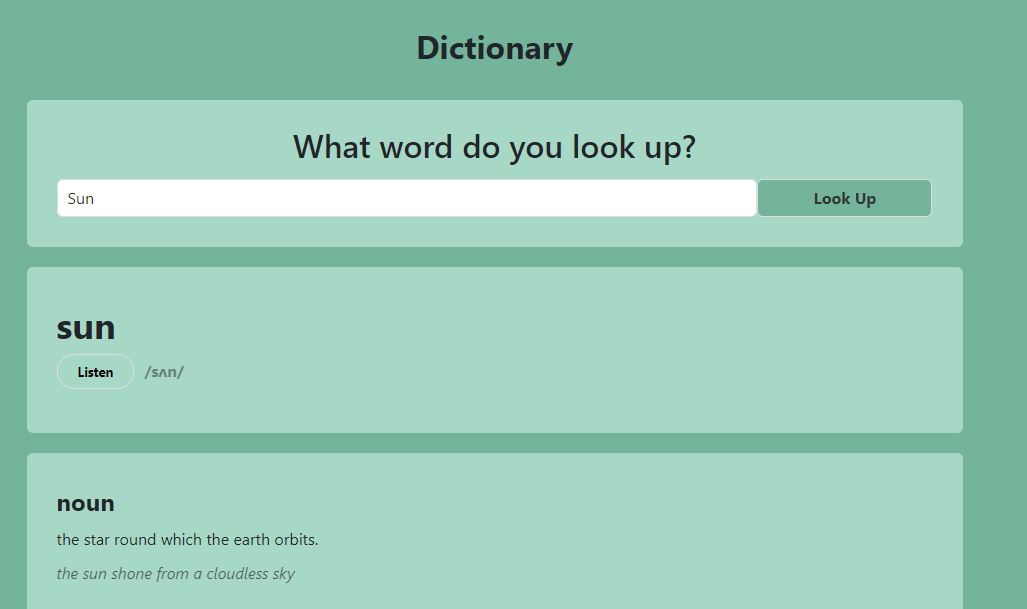 Dictionary
What word do you look up?
Sun
Look Up
sun
Listen /sʌn/
noun
the star round which the earth orbits.
the sun shone from a cloudless sky